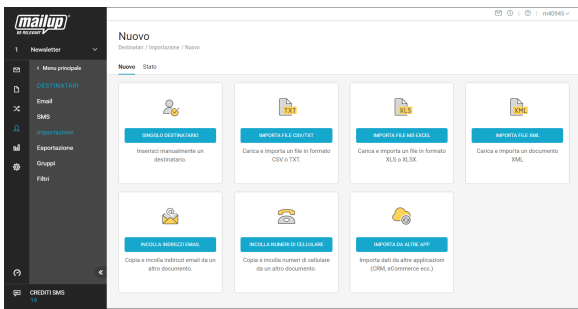 mailup
BE RELEVANT
m40945
1 Newsletter
Nuovo
Destinatari / Importazione / Nuovo
Nuovo Stato
Menu principale
DESTINATARI
Email
SMS
Importazione
Esportazione
Gruppi
Filtri
CREDITI SMS
19
TXT
XLS
XML
SINGOLO DESTINATARIO
Inserisci manualmente un
destinatario.
IMPORTA FILE CSV/TXT
Carica e importa un file in formato
CSV o TXT.
IMPORTA FILE MS EXCEL
Carica e importa un file in formato
XLS o XLSX.
IMPORTA FILE XML
Carica e importa un documento
XML
INCOLLA INDIRIZZI EMAIL
Copia e incolla indirizzi email da un
altro documento.
INCOLLA NUMERI DI CELLULARE
Copia e incolla numeri di cellulare
da un altro documento.
IMPORTA DA ALTRE APP
Importa dati da altre applicazioni
(CRM, eCommerce ecc.)